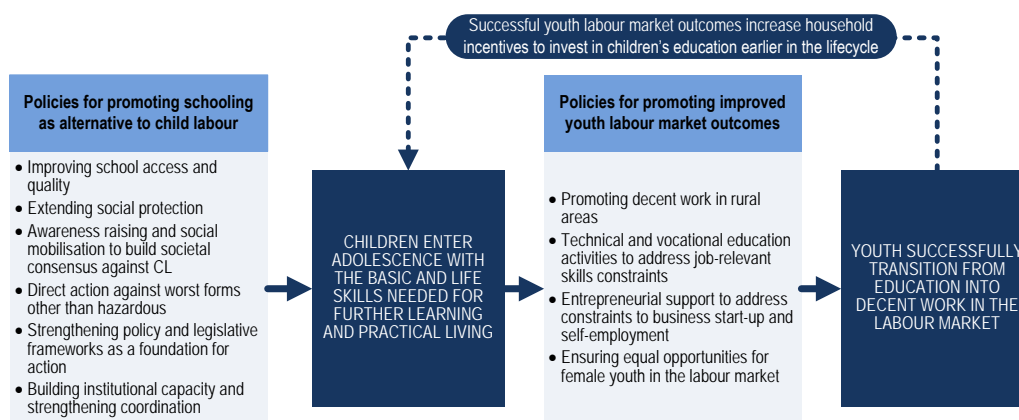 Successful youth labour market outcomes increase household
incentives to invest in children's education earlier in the lifecycle
Policies for promoting schooling
as alternative to child labour
• Improving school access and
quality
• Extending social protection
• Awareness raising and social
mobilisation to build societal
consensus against CL
• Direct action against worst forms
other than hazardous
• Strengthening policy and legislative
frameworks as a foundation for
action
• Building institutional capacity and
strengthening coordination
CHILDREN ENTER
ADOLESCENCE WITH
THE BASIC AND LIFE
SKILLS NEEDED FOR
FURTHER LEARNING
AND PRACTICAL LIVING
Policies for promoting improved
youth labour market outcomes
• Promoting decent work in rural
areas
• Technical and vocational education
activities to address job-relevant
skills constraints
• Entrepreneurial support to address
constraints to business start-up and
self-employment
• Ensuring equal opportunities for
female youth in the labour market
YOUTH SUCCESSFULLY
TRANSITION FROM
EDUCATION INTO
DECENT WORK IN THE
LABOUR MARKET